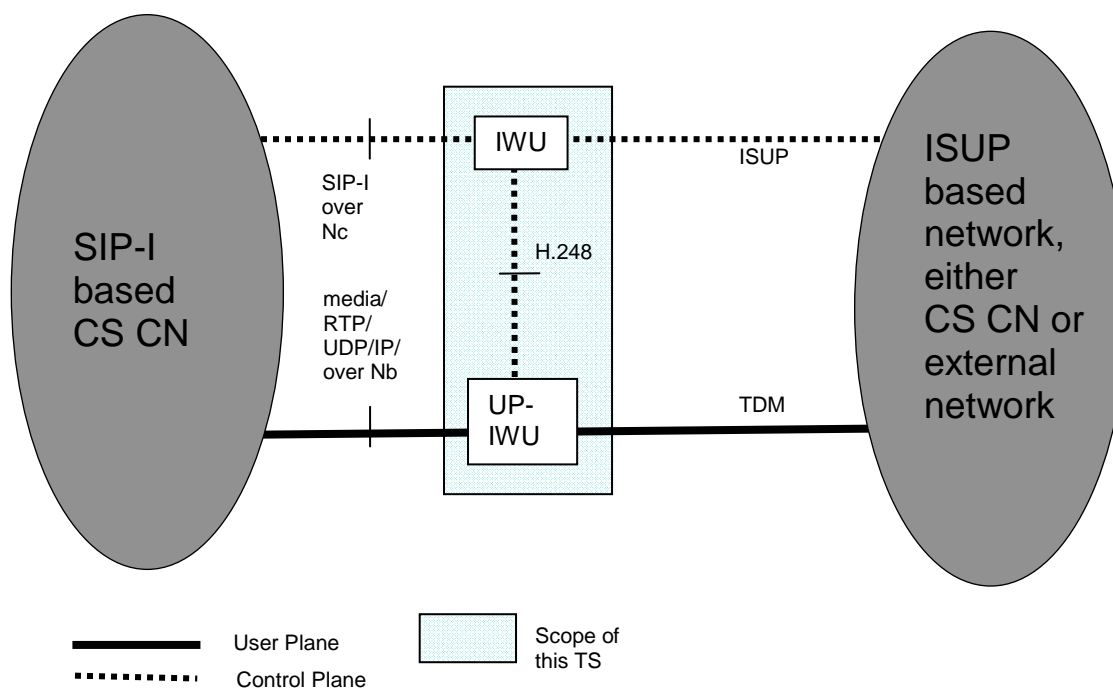 SIP-I
based
CS CN
SIP-I
over
Nc
media/
RTP/
UDP/IP/
over Nb
IWU
H.248
UP-
IWU
ISUP
TDM
ISUP
based
network,
either
CS CN or
external
network
User Plane
Control Plane
Scope of
this TS